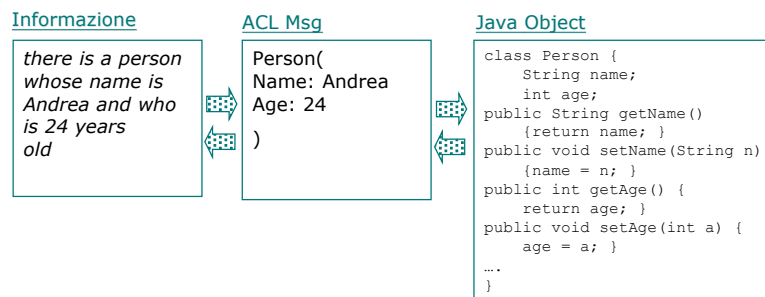 Informazione
there is a person
whose name is
Andrea and who
is 24 years
old
ACL Msg
Person(
Name: Andrea
Age: 24
)
Java Object
class Person {
String name;
int age;
public String getName()
{return name; }
public void setName(String n)
{name = n; }
public int getAge() {
return age; }
public void setAge(int a) {
age = a; }
….
}